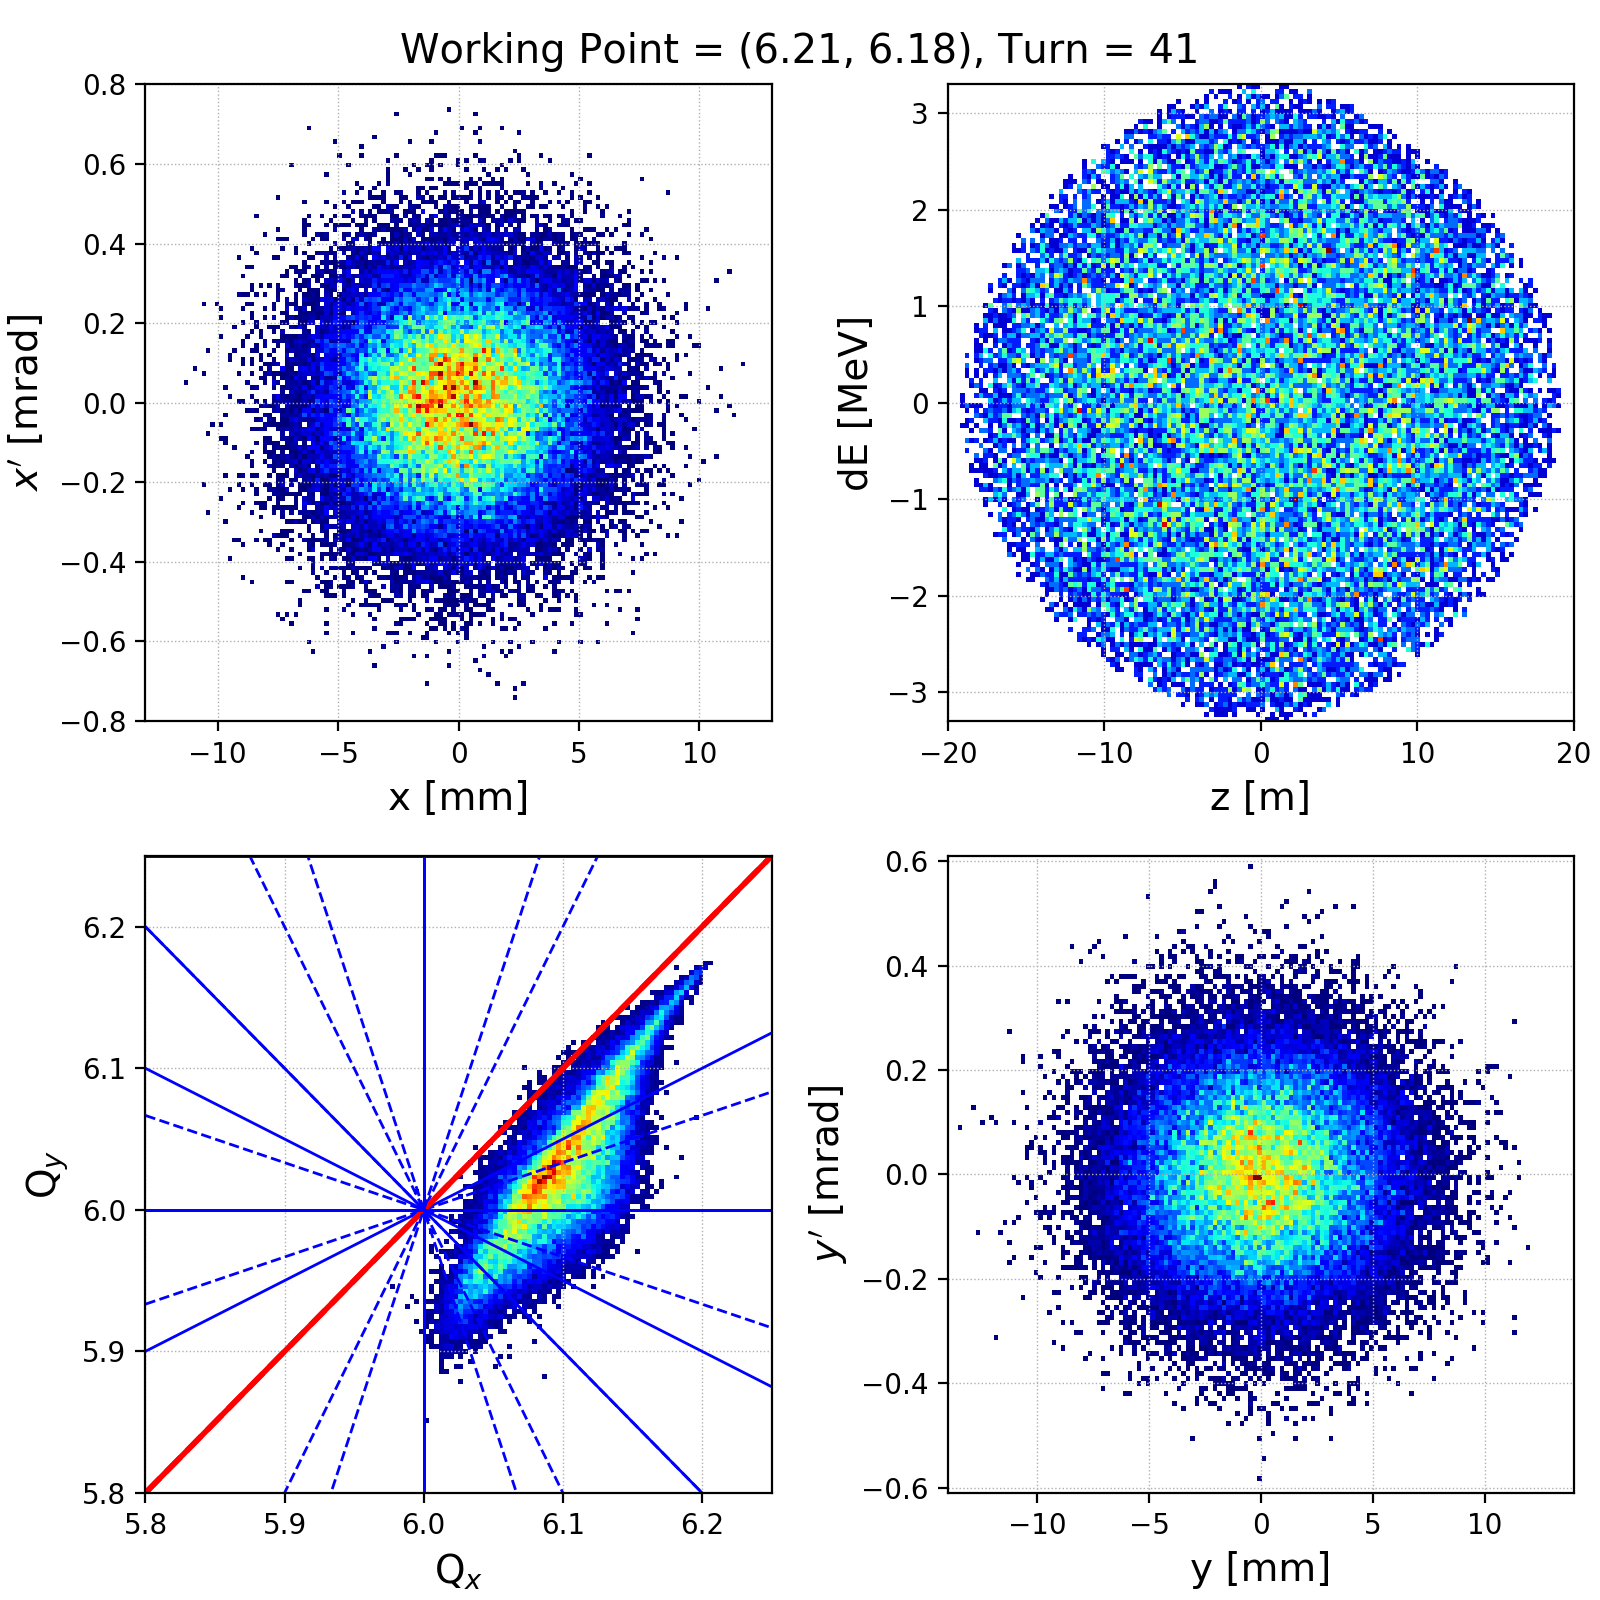 Working Point = (6.21, 6.18), Turn = 41
0.8
0.6
0.4
0.2
0.0
−0.2
−0.4
−0.6
−0.8
x′ [mrad]
−10 −5 0 5 10
x [mm]
3
2
1
0
−1
−2
−3
dE [MeV]
−20 −10 0 10 20
z [m]
6.2
6.1
6.0
5.9
5.8
Qy
5.8 5.9 6.0 6.1 6.2
Qx
0.6
0.4
0.2
0.0
−0.2
−0.4
−0.6
y′ [mrad]
−10 −5 0 5 10
y [mm]